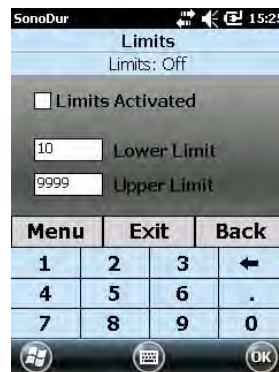 SonoDur 15:25
Limits
Limits: Off
Limits Activated
10 Lower Limit
9999 Upper Limit
Menu Exit Back
1 2 3 ←
4 5 6 .
7 8 9 0
OK